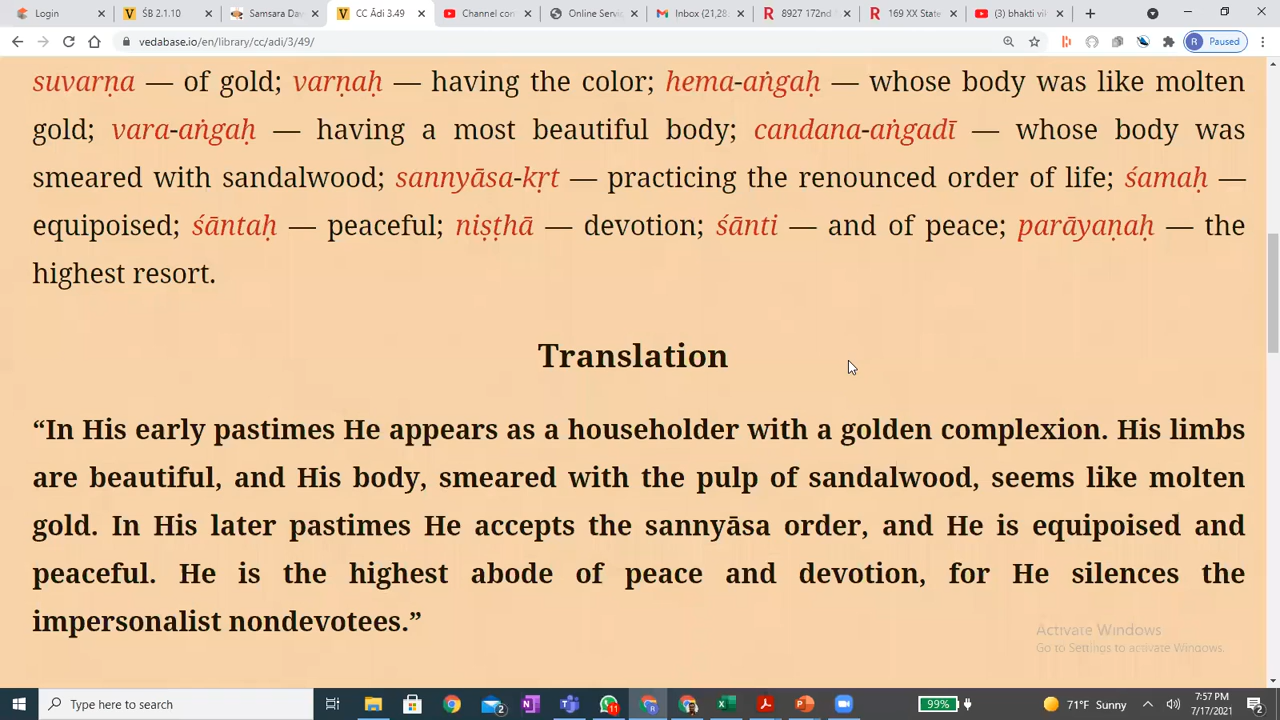 Login
ŚB 2.1.10
Samsara Da
CC Ādi 3.49
Channel con
Online Servi
Inbox (21,28
8927 172nd
169 XX State
(3) bhakti vi
vedabase.io/en/library/cc/adi/3/49/
R Paused
suvarṇa — of gold; varṇaḥ — having the color; hema-aṅgaḥ — whose body was like molten
gold; vara-aṅgaḥ — having a most beautiful body; candana-aṅgadī — whose body was
smeared with sandalwood; sannyāsa-kṛt — practicing the renounced order of life; śamaḥ —
equipoised; śāntaḥ — peaceful; niṣṭhā — devotion; śānti — and of peace; parāyaṇaḥ — the
highest resort.
Translation
“In His early pastimes He appears as a householder with a golden complexion. His limbs
are beautiful, and His body, smeared with the pulp of sandalwood, seems like molten
gold. In His later pastimes He accepts the sannyāsa order, and He is equipoised and
peaceful. He is the highest abode of peace and devotion, for He silences the
impersonalist nondevotees.”
Activate Windows
Go to Settings to activate Windows.
Type here to search
99%
71°F Sunny
7:57 PM
7/17/2021